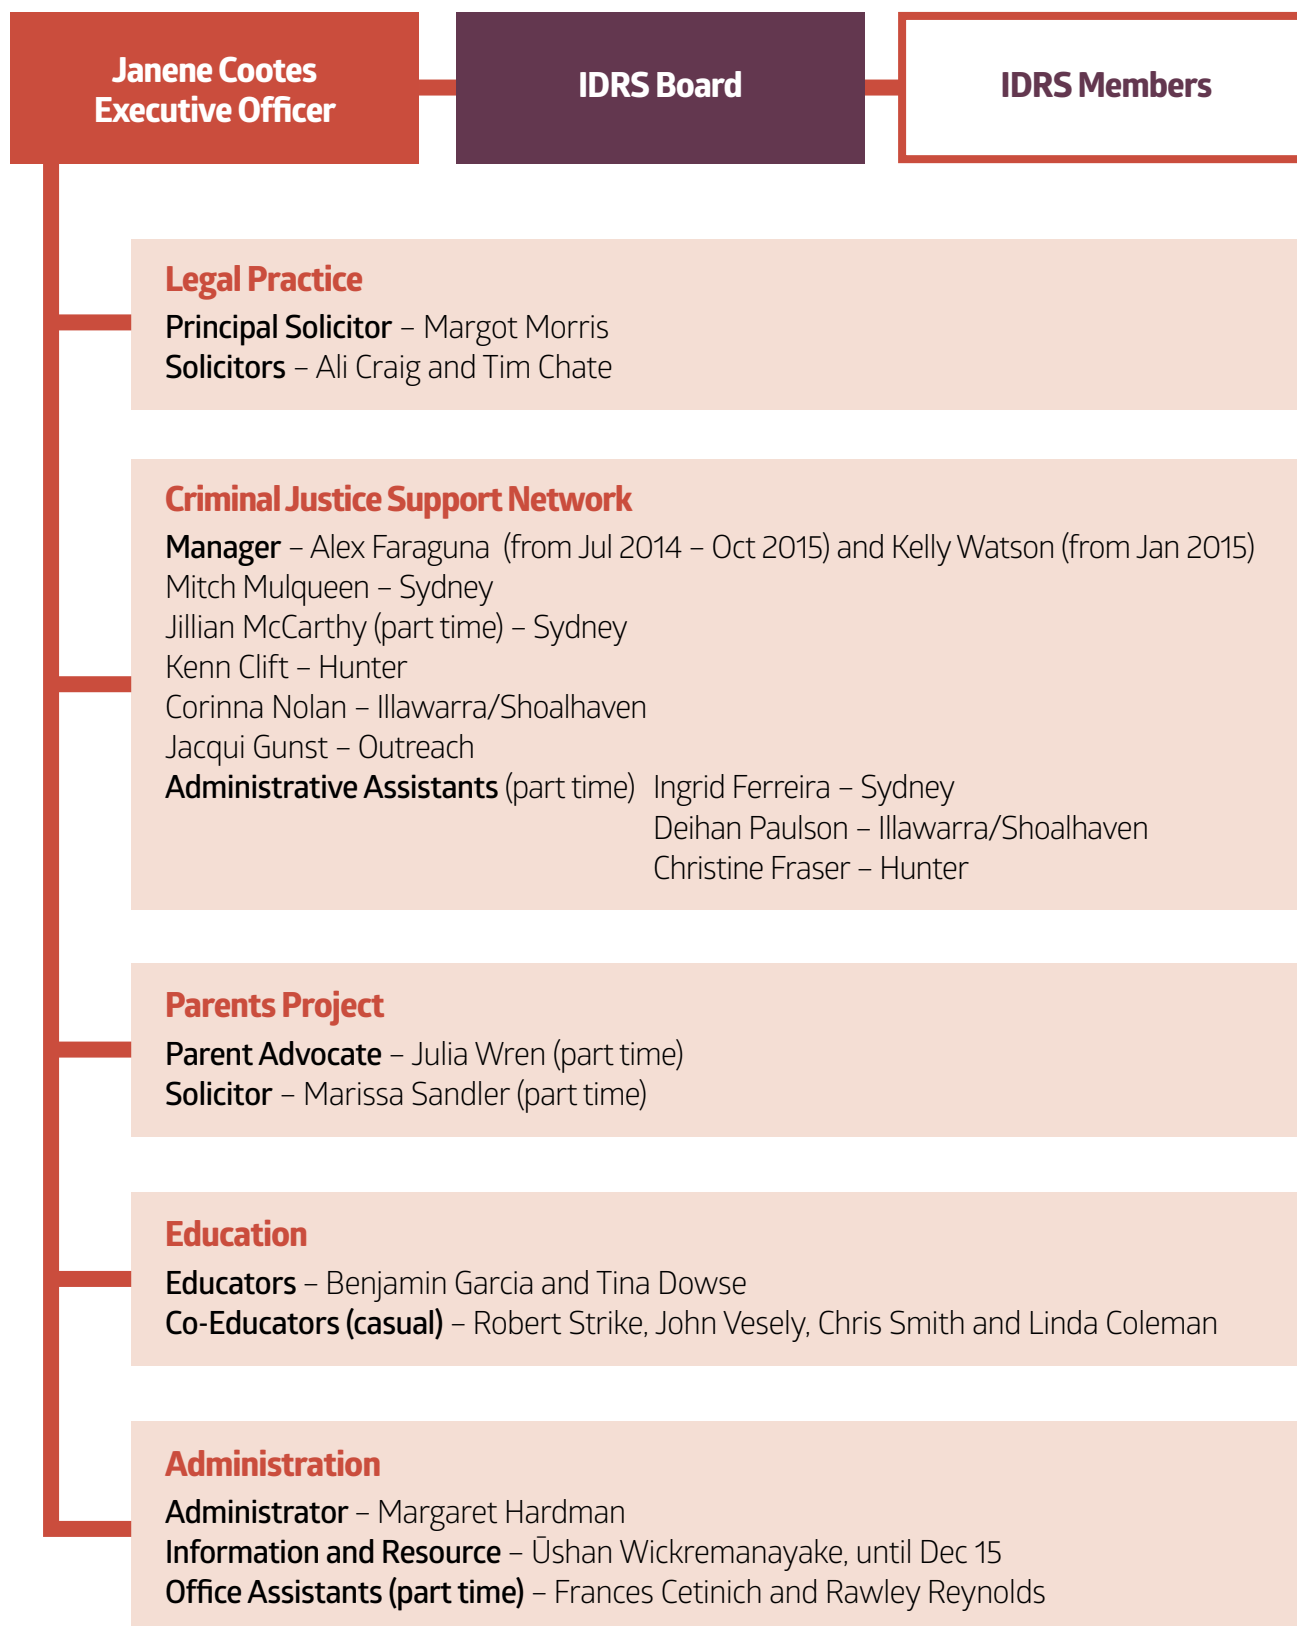 Janene Cootes
Executive Officer
IDRS Board
IDRS Members
Legal Practice
Principal Solicitor – Margot Morris
Solicitors – Ali Craig and Tim Chate
Criminal Justice Support Network
Manager – Alex Faraguna (from Jul 2014 – Oct 2015) and Kelly Watson (from Jan 2015)
Mitch Mulqueen – Sydney
Jillian McCarthy (part time) – Sydney
Kenn Clift – Hunter
Corinna Nolan – Illawarra/Shoalhaven
Jacqui Gunst – Outreach
Administrative Assistants (part time) Ingrid Ferreira – Sydney
Deihan Paulson – Illawarra/Shoalhaven
Christine Fraser – Hunter
Parents Project
Parent Advocate – Julia Wren (part time)
Solicitor – Marissa Sandler (part time)
Education
Educators – Benjamin Garcia and Tina Dowse
Co-Educators (casual) – Robert Strike, John Vesely, Chris Smith and Linda Coleman
Administration
Administrator – Margaret Hardman
Information and Resource – Ūshan Wickremanayake, until Dec 15
Office Assistants (part time) – Frances Cetinich and Rawley Reynolds